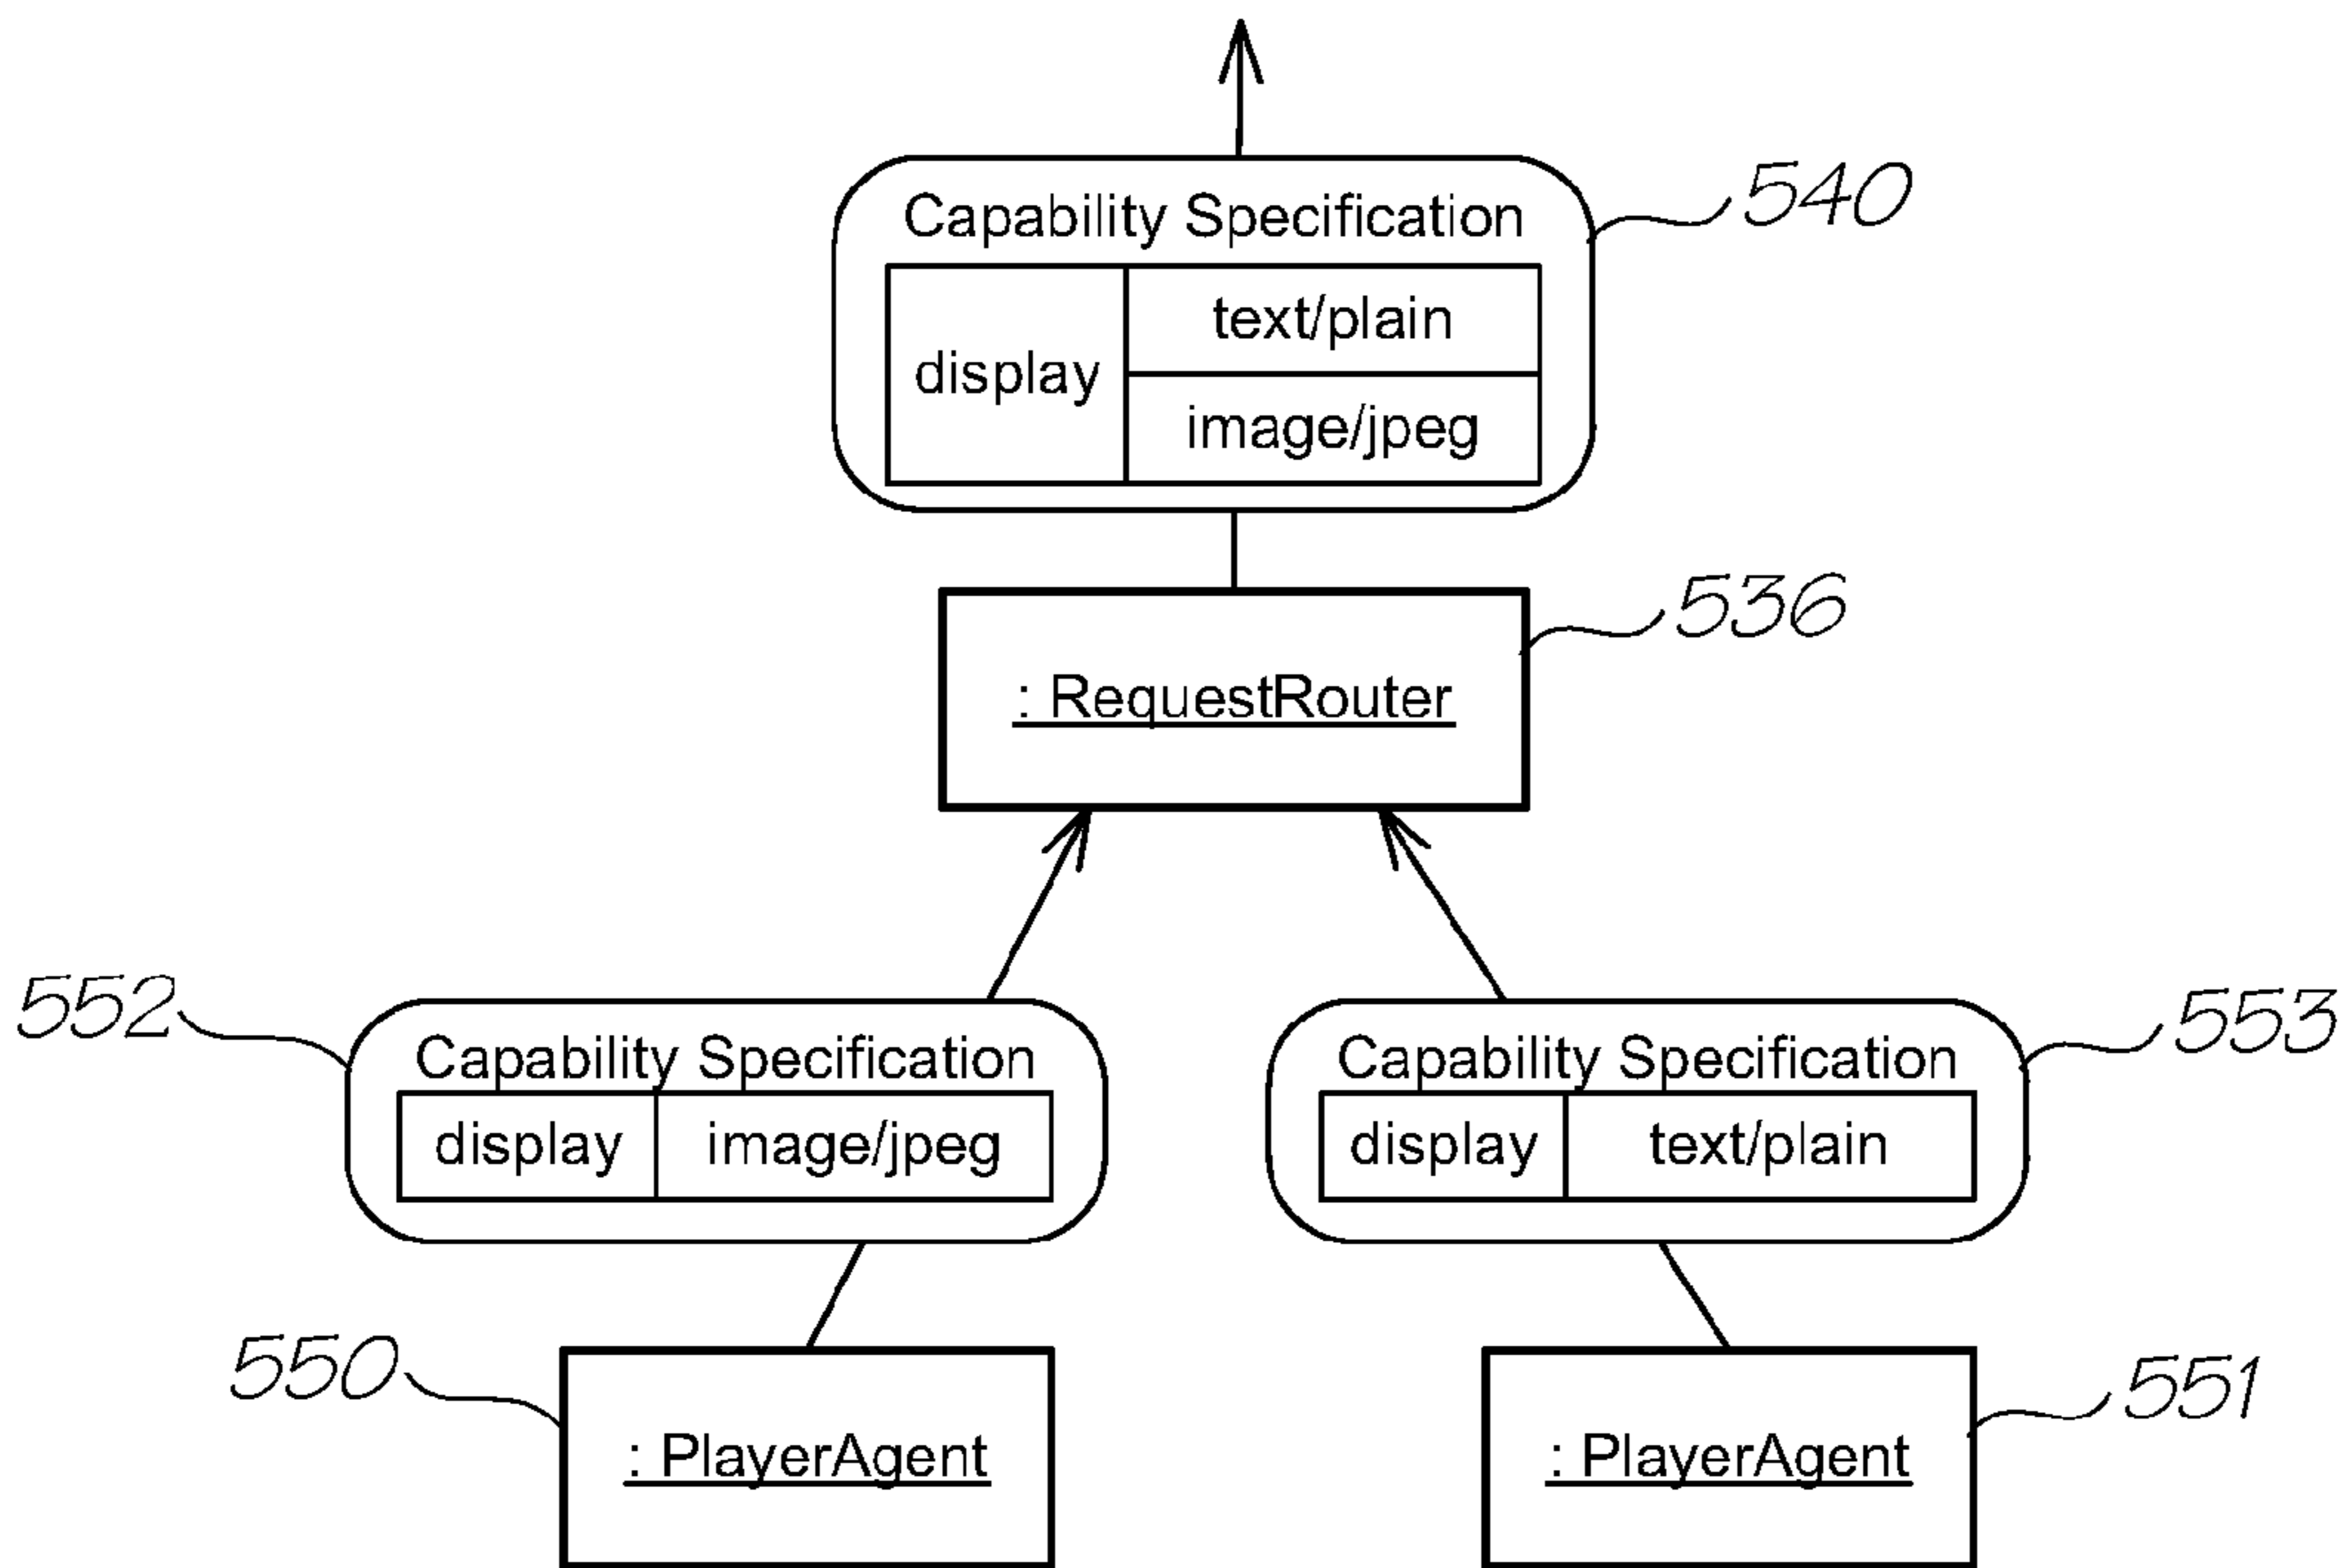 Capability Specification
540
text/plain
display
image/jpeg
536
: RequestRouter
552
Capability Specification
display image/jpeg
553
Capability Specification
display text/plain
550
: PlayerAgent
551
: PlayerAgent